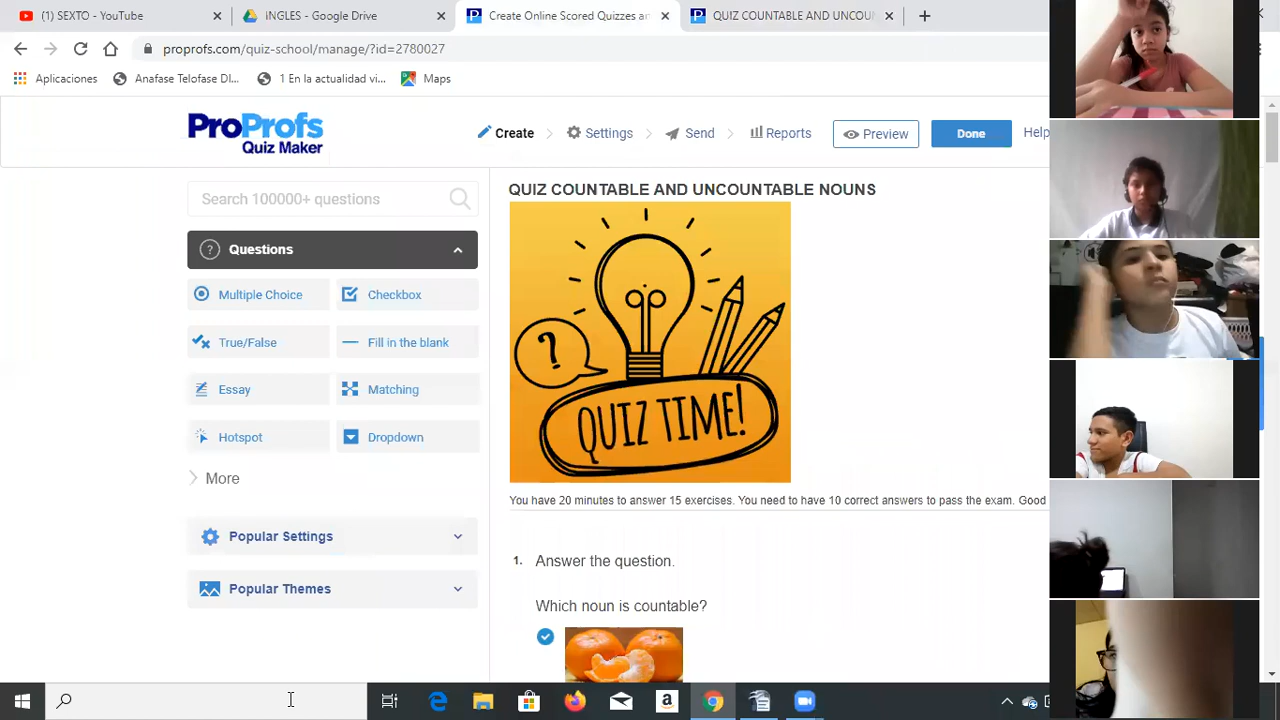 (1) SEXTO - YouTube
iNGLES - Google Drive
Create Online Scored Quizzes an
QUIZ COUNTABLE AND UNCOUN
proprofs.com/quiz-school/manage/?id=2780027
Aplicaciones
Anafase Telofase DI...
1 En la actualidad vi...
Maps
ProProfs
Quiz Maker
Create
Settings
Send
Reports
Preview
Done
Help
Search 100000+ questions
Questions
Multiple Choice
Checkbox
True/False
Fill in the blank
Essay
Matching
Hotspot
Dropdown
More
Popular Settings
Popular Themes
QUIZ COUNTABLE AND UNCOUNTABLE NOUNS
?
QUIZ TIME!
You have 20 minutes to answer 15 exercises. You need to have 10 correct answers to pass the exam. Good
1. Answer the question.
Which noun is countable?